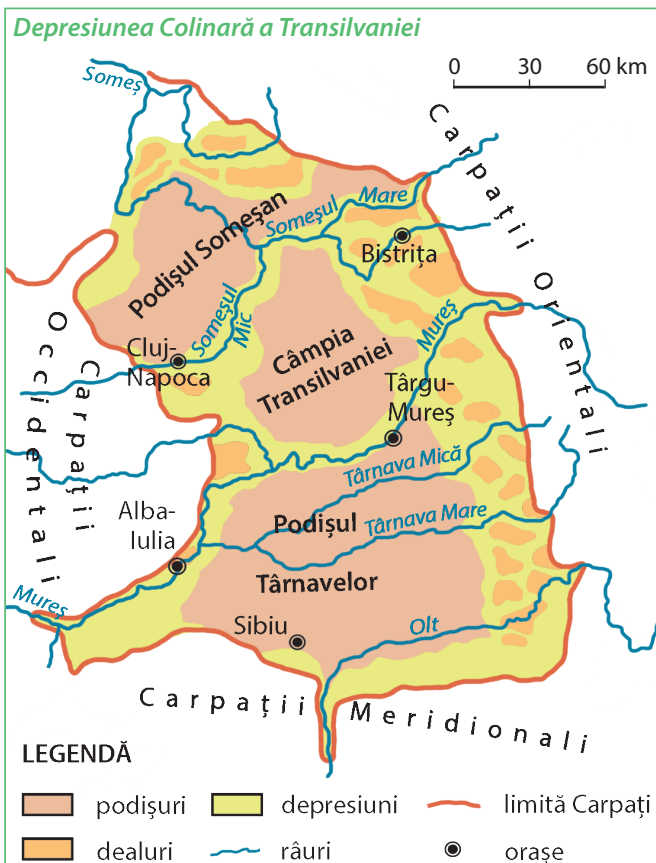 Depresiunea Colinară a Transilvaniei
0 30 60 km
Someș
Carpații Orientali
Someșul Mare
Bistrița
Podișul Someșan
Someșul
Mic
Mureș
Cluj-
Napoca
Câmpia
Transilvaniei
Târgu-
Mureș
Carpații
Occidentali
Târnava Mică
Alba-
Iulia
Podișul
Târnava Mare
Târnavelor
Mureș
Sibiu
Olt
Carpații Meridionali
LEGENDĂ
podișuri
depresiuni
limită Carpați
dealuri
râuri
orașe